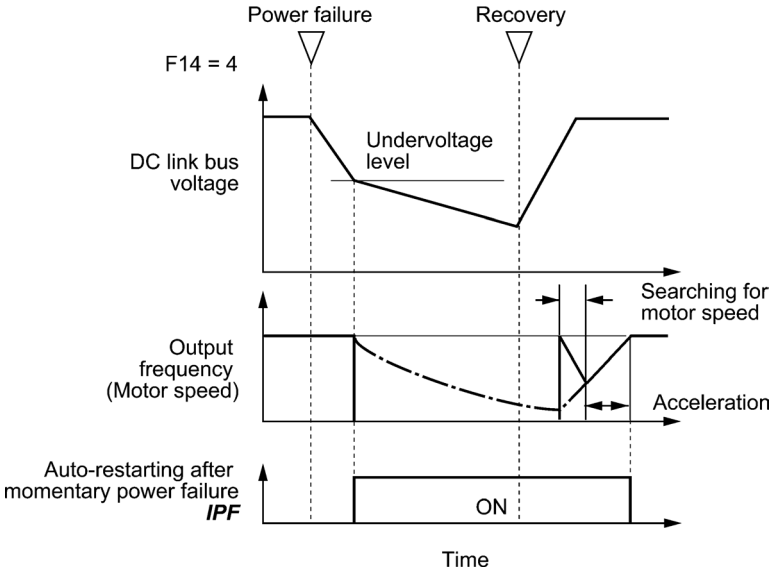 Power failure
Recovery
F14 = 4
DC link bus
voltage
Undervoltage
level
Searching for
motor speed
Output
frequency
(Motor speed)
Acceleration
Auto-restarting after
momentary power failure
IPF
ON
Time